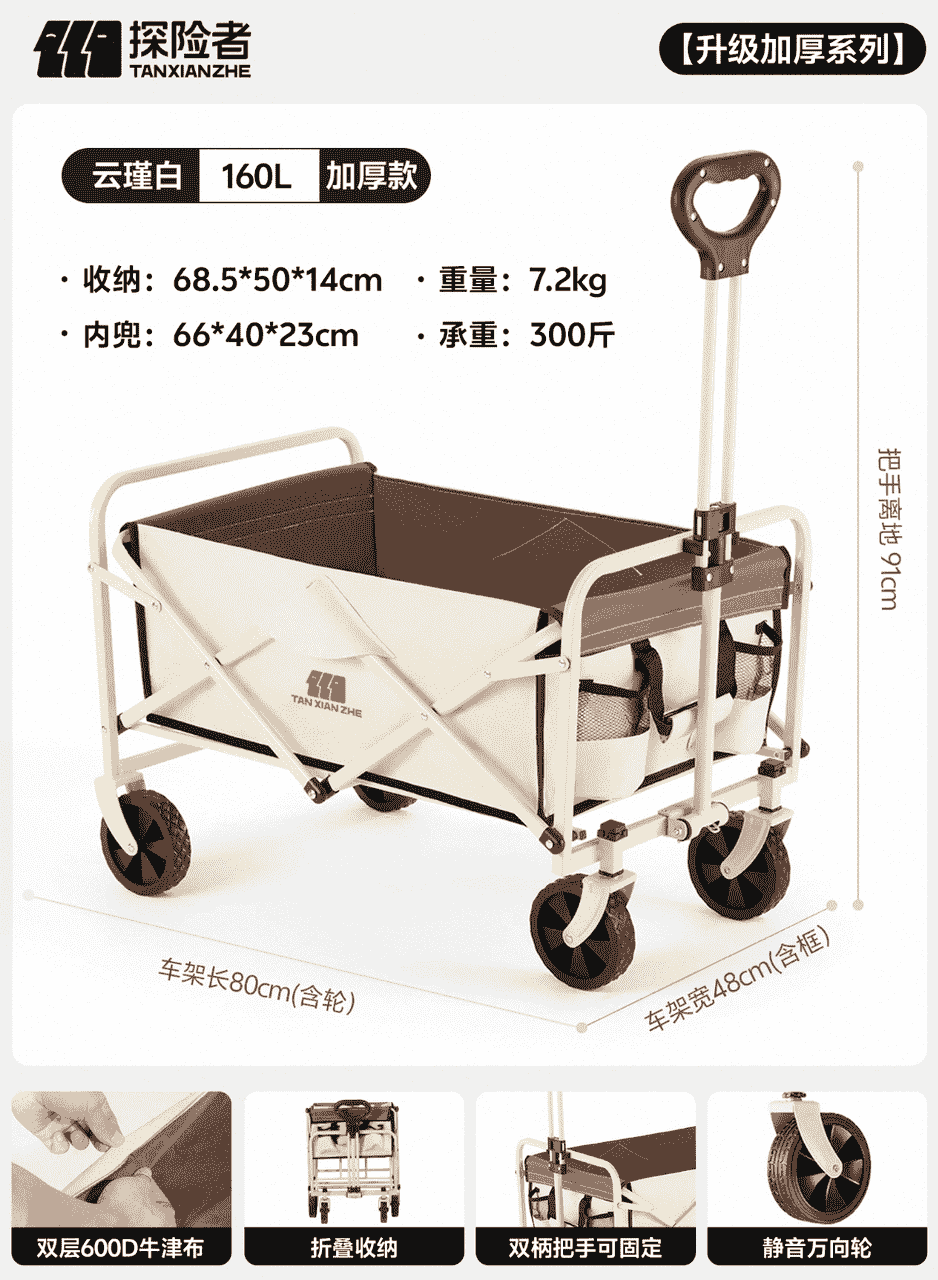 探险者
TANXIANZHE
【升级加厚系列】
云瑾白 160L 加厚款
· 收纳：68.5*50*14cm · 重量：7.2kg
· 内兜：66*40*23cm · 承重：300斤
把手离地 91cm
TAN XIAN ZHE
车架长80cm(含轮)
车架宽48cm(含框)
双层600D牛津布
折叠收纳
双柄把手可固定
静音万向轮